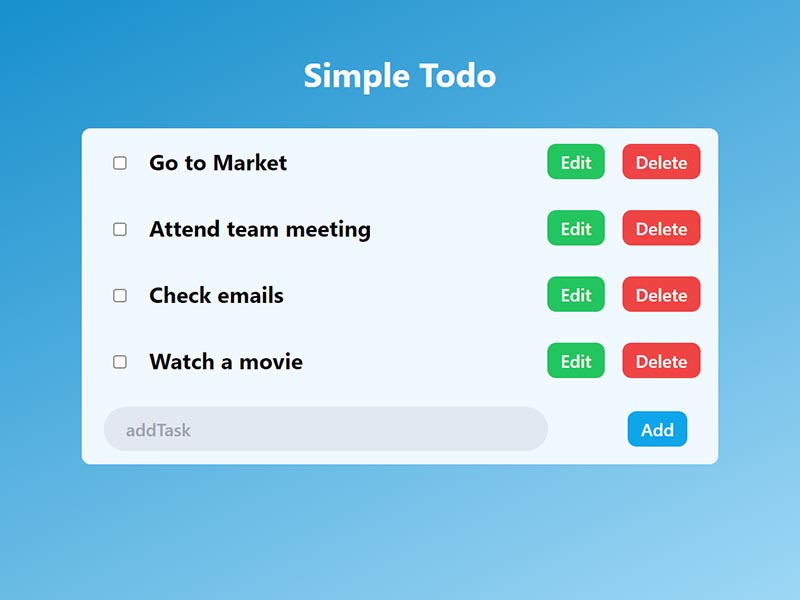 Simple Todo
Go to Market Edit Delete
Attend team meeting Edit Delete
Check emails Edit Delete
Watch a movie Edit Delete
addTask Add